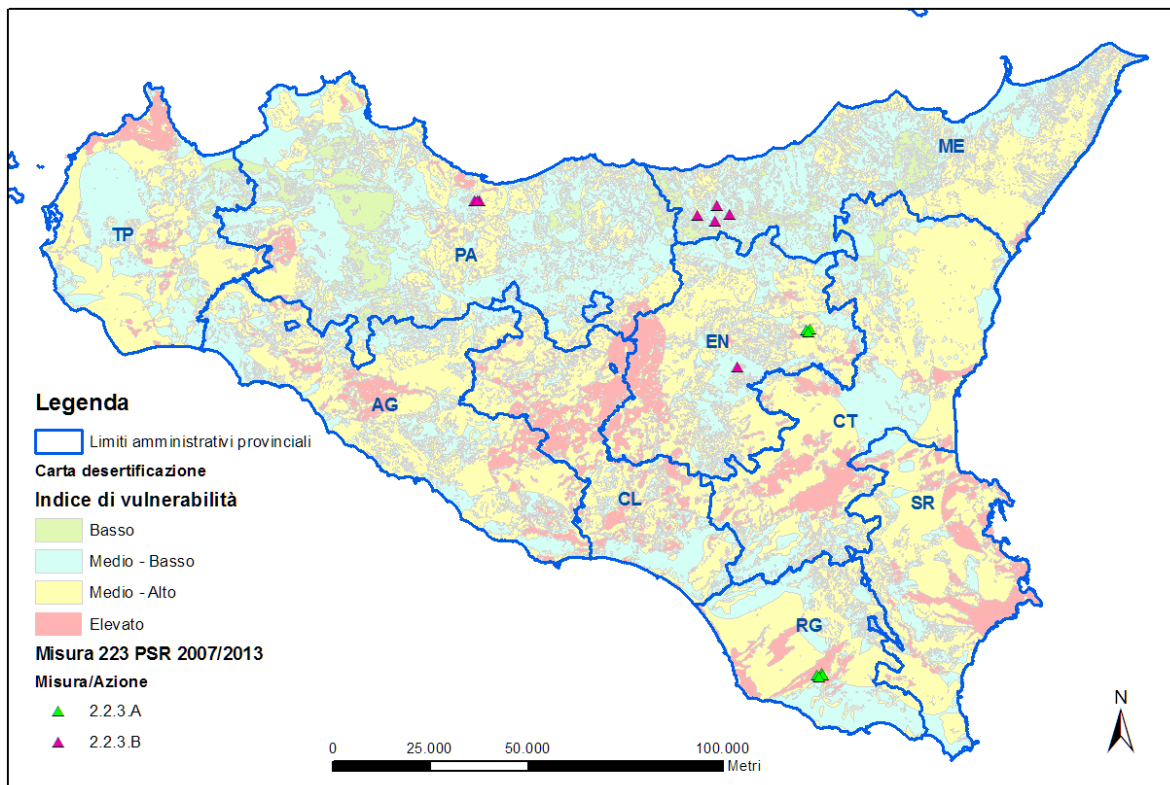 ME
TP
PA
EN
AG
CT
CL
SR
RG
Legenda
Limiti amministrativi provinciali
Carta desertificazione
Indice di vulnerabilità
Basso
Medio - Basso
Medio - Alto
Elevato
Misura 223 PSR 2007/2013
Misura/Azione
2.2.3.A
2.2.3.B
0 25.000 50.000 100.000
Metri
N